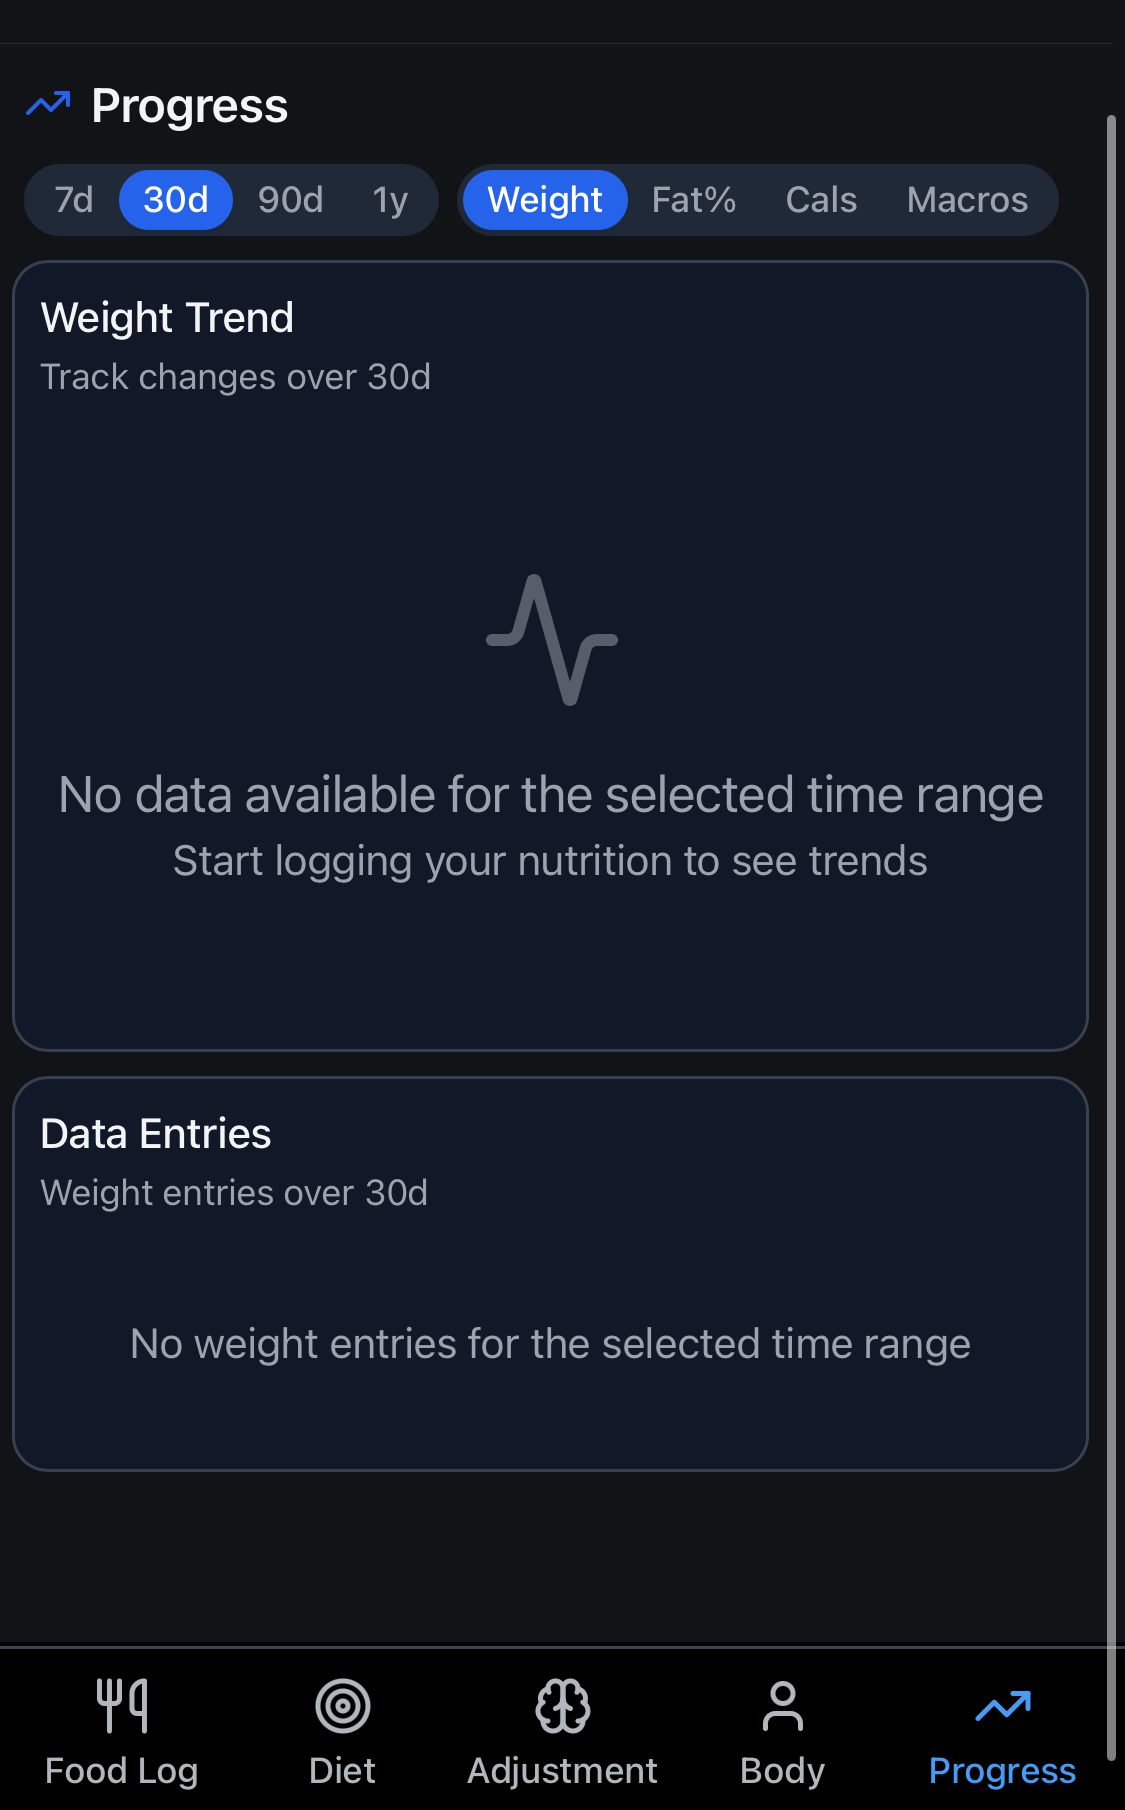 Progress
7d 30d 90d 1y Weight Fat% Cals Macros
Weight Trend
Track changes over 30d
No data available for the selected time range
Start logging your nutrition to see trends
Data Entries
Weight entries over 30d
No weight entries for the selected time range
Food Log Diet Adjustment Body Progress